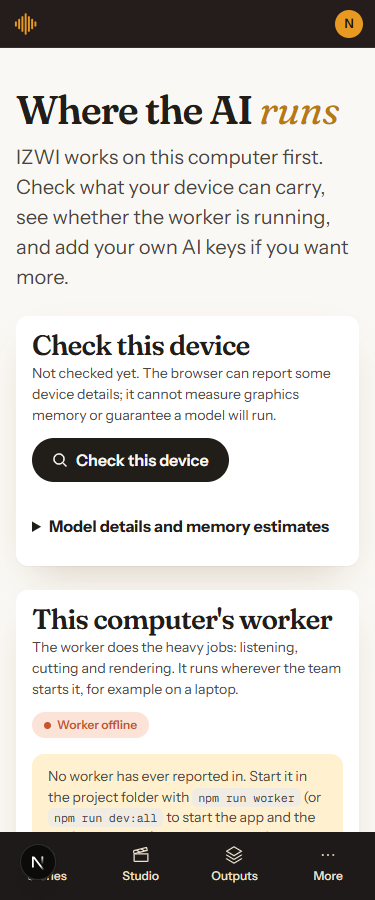 N
Where the AI runs
IZWI works on this computer first.
Check what your device can carry,
see whether the worker is running,
and add your own AI keys if you want
more.
Check this device
Not checked yet. The browser can report some
device details; it cannot measure graphics
memory or guarantee a model will run.
Check this device
Model details and memory estimates
This computer's worker
The worker does the heavy jobs: listening,
cutting and rendering. It runs wherever the team
starts it, for example on a laptop.
Worker offline
No worker has ever reported in. Start it in
the project folder with npm run worker (or
npm run dev:all to start the app and the
N
Studio
Outputs
More